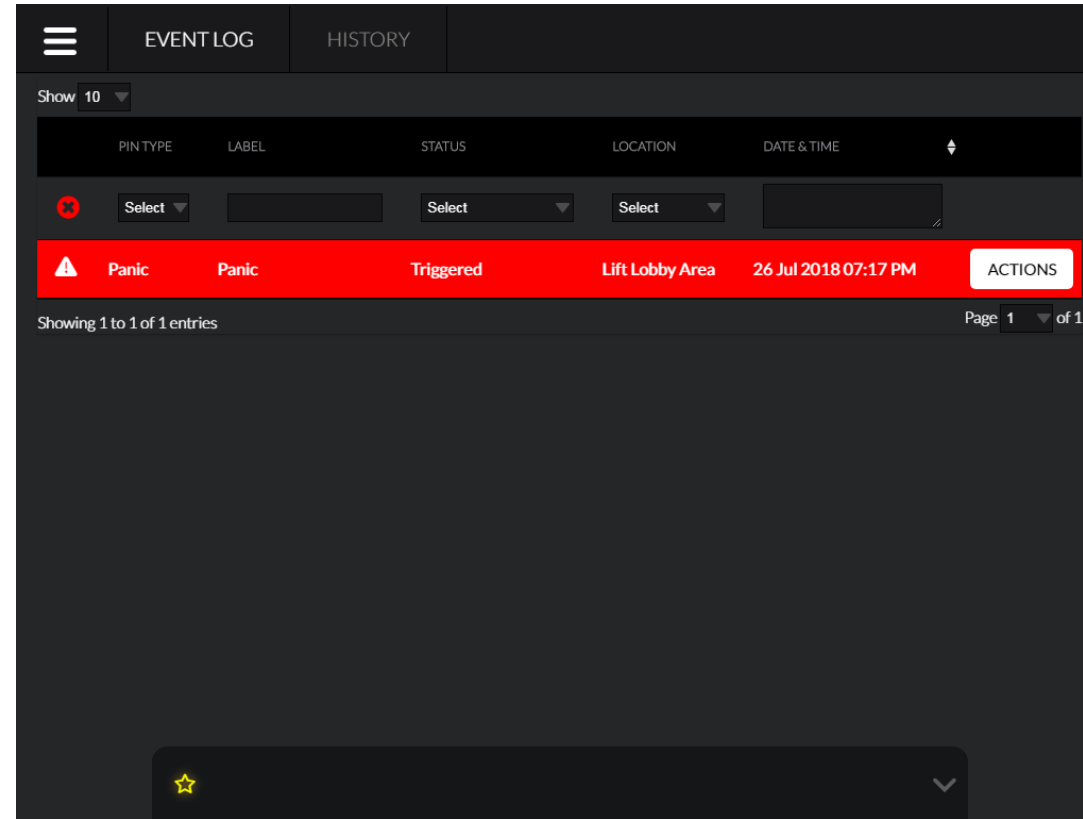 EVENT LOG HISTORY
Show 10
PIN TYPE LABEL STATUS LOCATION DATE & TIME
Select Select Select
Panic Panic Triggered Lift Lobby Area 26 Jul 2018 07:17 PM ACTIONS
Showing 1 to 1 of 1 entries Page 1 of 1